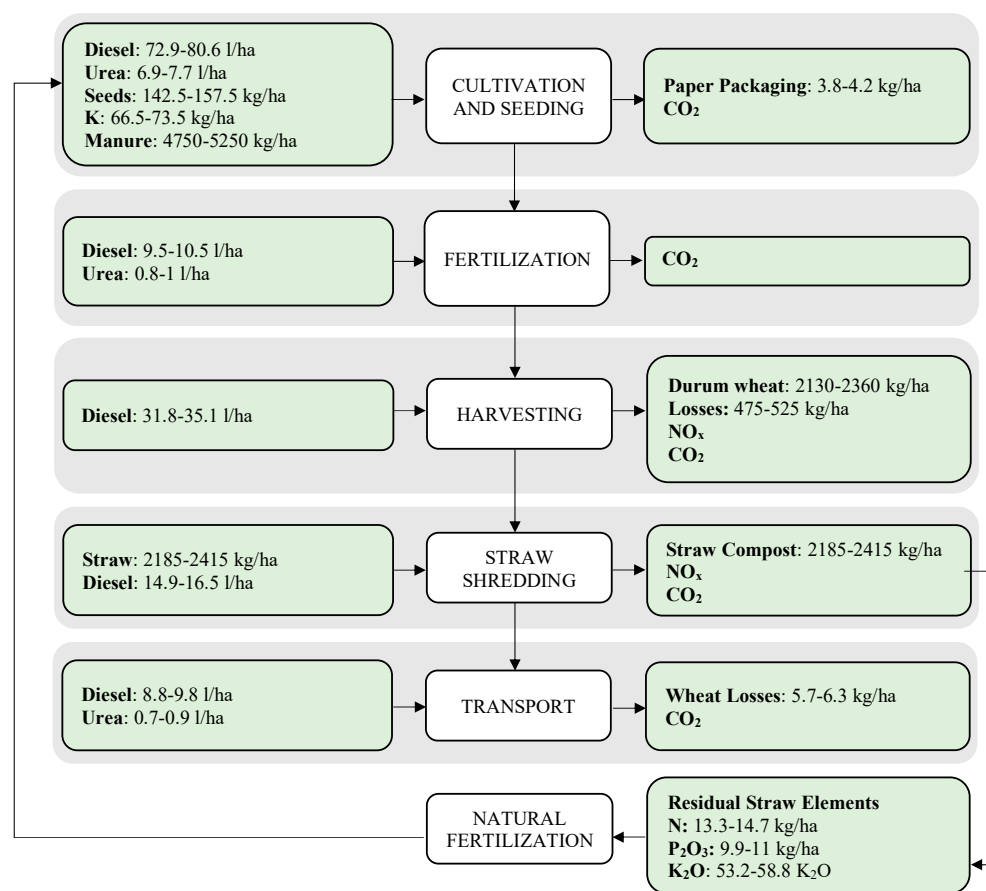 Diesel: 72.9-80.6 l/ha
Urea: 6.9-7.7 l/ha
Seeds: 142.5-157.5 kg/ha
K: 66.5-73.5 kg/ha
Manure: 4750-5250 kg/ha
CULTIVATION
AND SEEDING
Paper Packaging: 3.8-4.2 kg/ha
CO₂
Diesel: 9.5-10.5 l/ha
Urea: 0.8-1 l/ha
FERTILIZATION
CO₂
Diesel: 31.8-35.1 l/ha
HARVESTING
Durum wheat: 2130-2360 kg/ha
Losses: 475-525 kg/ha
NOₓ
CO₂
Straw: 2185-2415 kg/ha
Diesel: 14.9-16.5 l/ha
STRAW
SHREDDING
Straw Compost: 2185-2415 kg/ha
NOₓ
CO₂
Diesel: 8.8-9.8 l/ha
Urea: 0.7-0.9 l/ha
TRANSPORT
Wheat Losses: 5.7-6.3 kg/ha
CO₂
NATURAL
FERTILIZATION
Residual Straw Elements
N: 13.3-14.7 kg/ha
P₂O₃: 9.9-11 kg/ha
K₂O: 53.2-58.8 K₂O